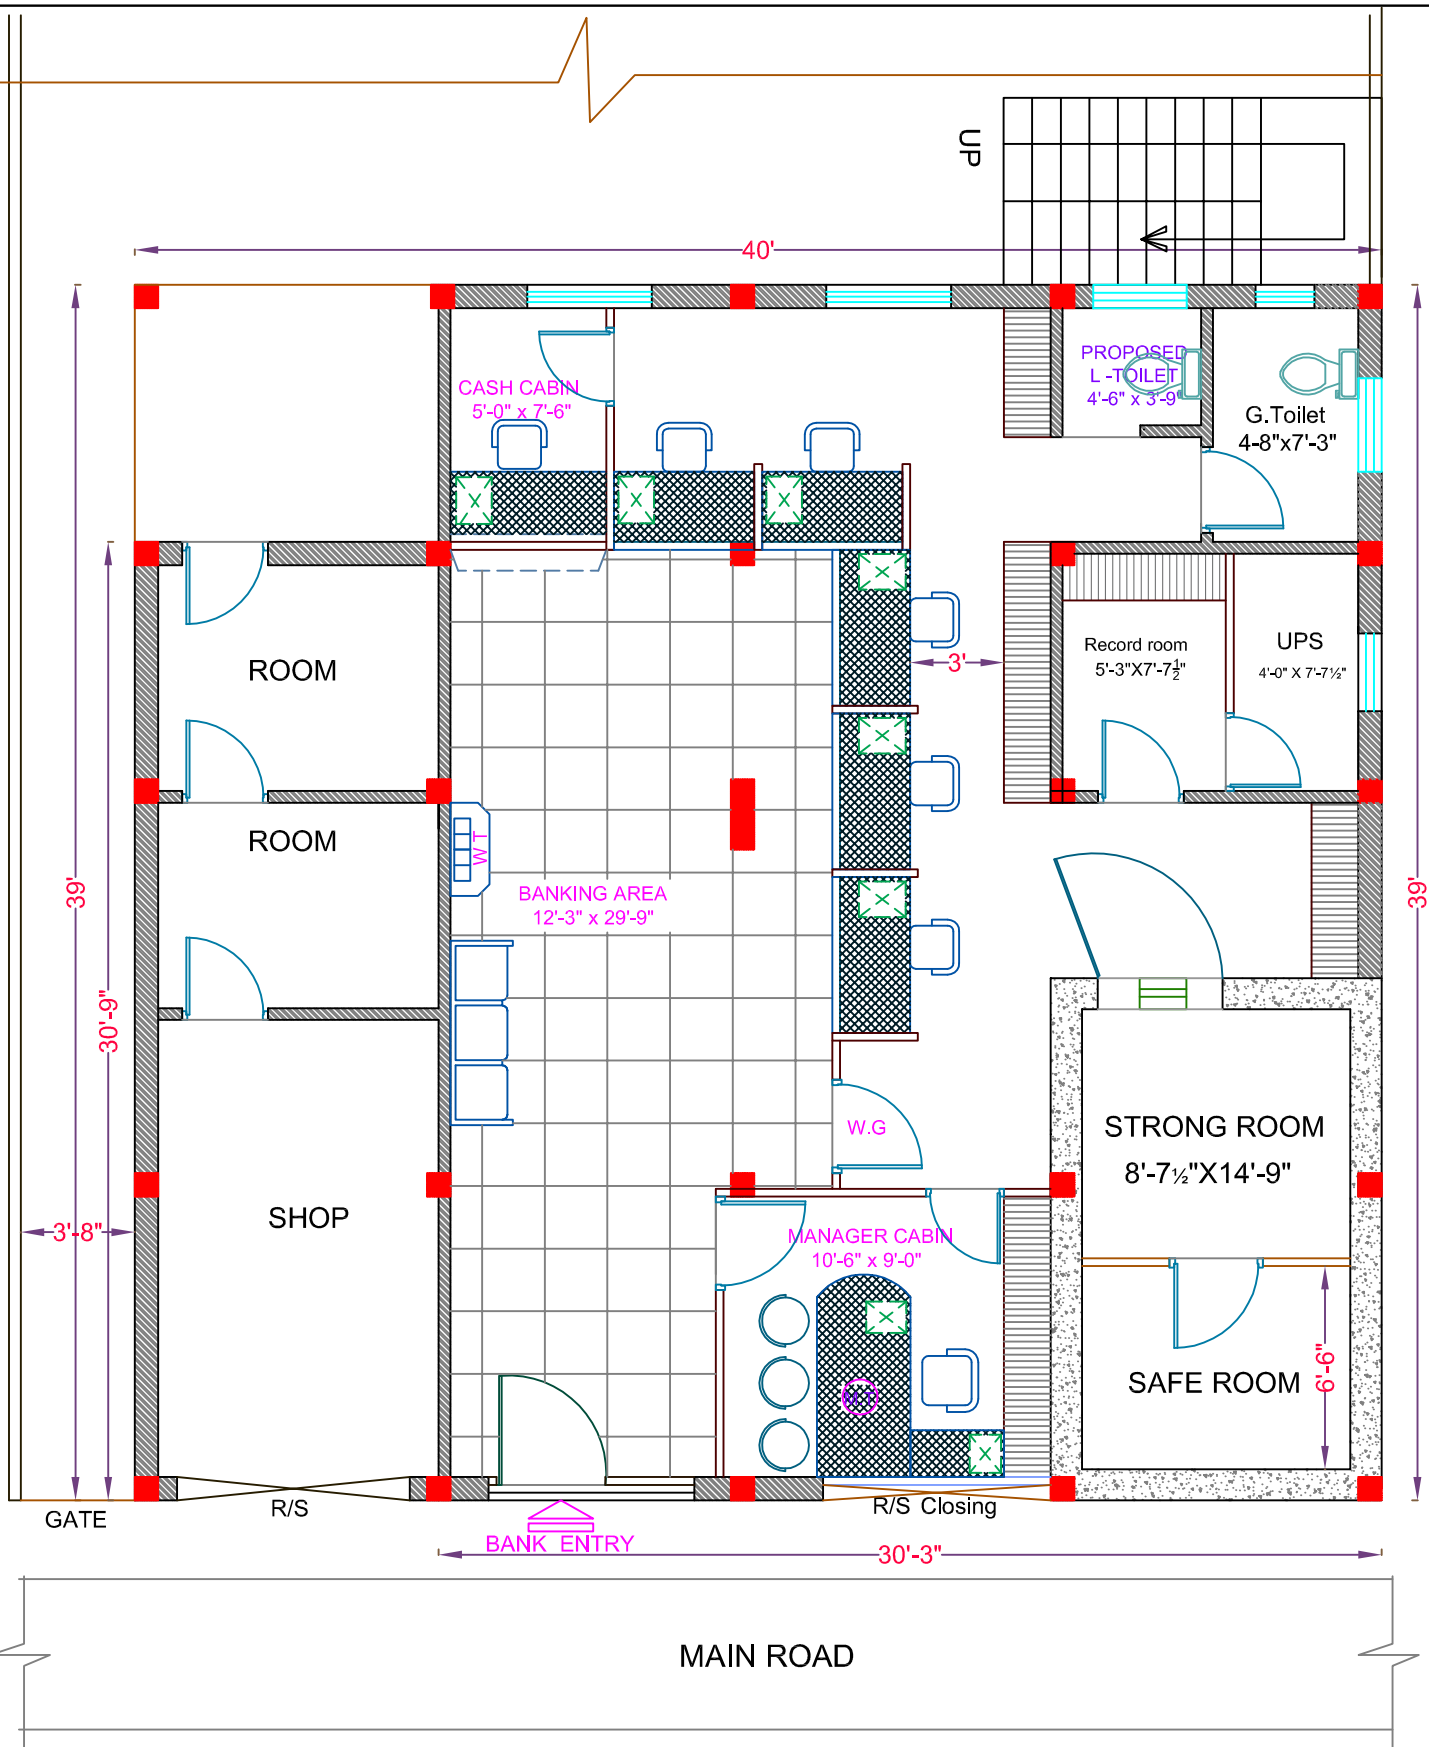 UP
40'
PROPOSED
L -TOILET
4'-6" x 3'-9"
CASH CABIN
5'-0" x 7'-6"
G.Toilet
4-8"x7'-3"
ROOM
3'
Record room
5'-3"X7'-7½"
UPS
4'-0" X 7'-7½"
ROOM
W T
39'
39'
BANKING AREA
12'-3" x 29'-9"
30'-9"
W.G
STRONG ROOM
8'-7½"X14'-9"
SHOP
3'-8"
MANAGER CABIN
10'-6" x 9'-0"
SAFE ROOM
6'-6"
GATE
R/S
R/S Closing
BANK ENTRY
30'-3"
MAIN ROAD